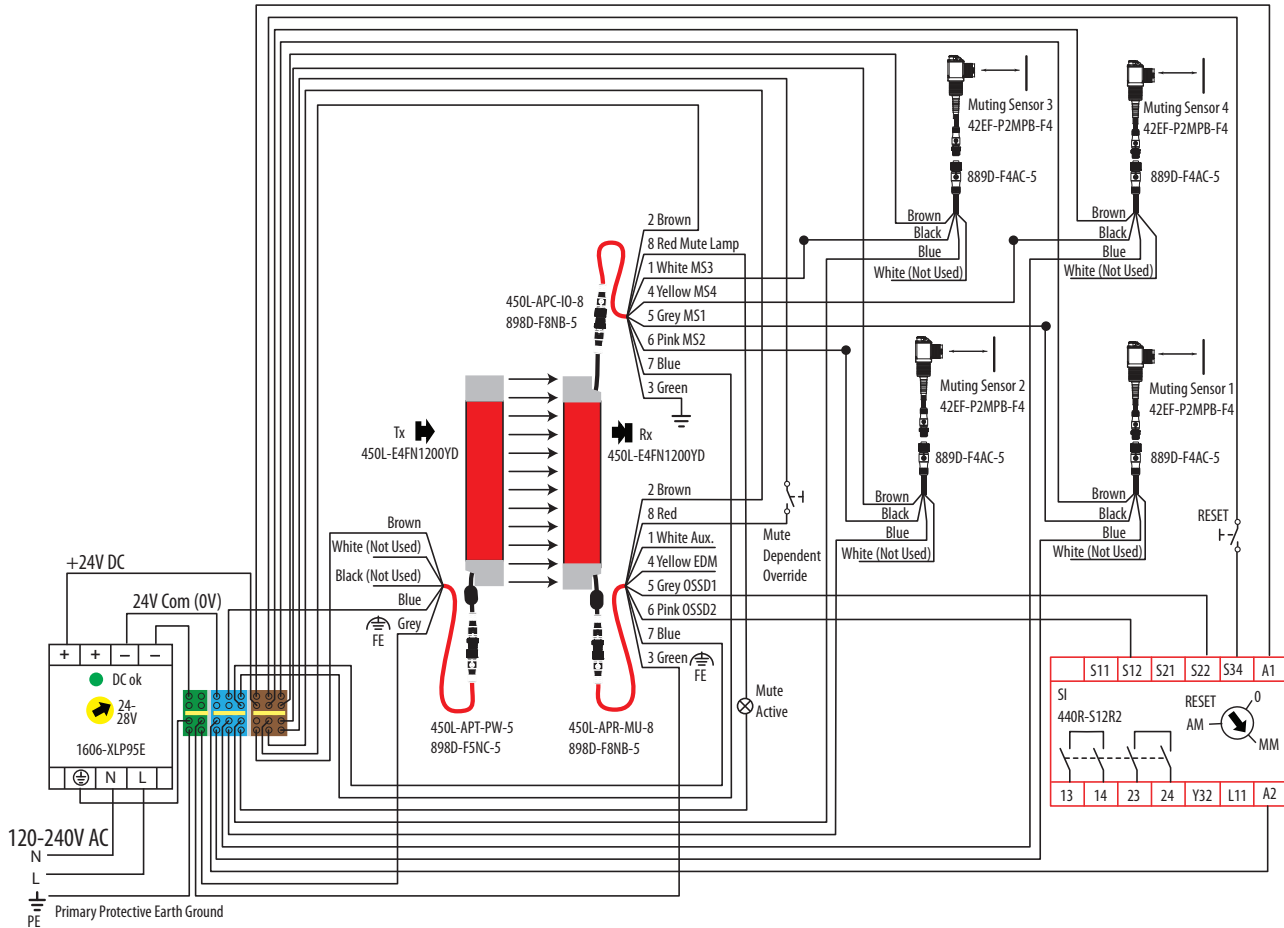 Muting Sensor 3
42EF-P2MPB-F4
889D-F4AC-5
Brown
Black
Blue
White (Not Used)
Muting Sensor 4
42EF-P2MPB-F4
889D-F4AC-5
Brown
Black
Blue
White (Not Used)
2 Brown
8 Red Mute Lamp
1 White MS3
4 Yellow MS4
5 Grey MS1
6 Pink MS2
7 Blue
3 Green
450L-APC-IO-8
898D-F8NB-5
Muting Sensor 2
42EF-P2MPB-F4
889D-F4AC-5
Brown
Black
Blue
White (Not Used)
Muting Sensor 1
42EF-P2MPB-F4
889D-F4AC-5
Brown
Black
Blue
White (Not Used)
Tx
450L-E4FN1200YD
Rx
450L-E4FN1200YD
2 Brown
8 Red
1 White Aux.
4 Yellow EDM
5 Grey OSSD1
6 Pink OSSD2
7 Blue
3 Green
FE
Mute
Dependent
Override
RESET
Brown
White (Not Used)
Black (Not Used)
Blue
Grey
FE
+24V DC
24V Com (0V)
+ + – –
DC ok
24-
28V
1606-XLP95E
N L
450L-APT-PW-5
898D-F5NC-5
450L-APR-MU-8
898D-F8NB-5
Mute
Active
S11 S12 S21 S22 S34 A1
SI
440R-S12R2
RESET
0
AM
MM
13 14 23 24 Y32 L11 A2
120-240V AC
N
L
PE
Primary Protective Earth Ground